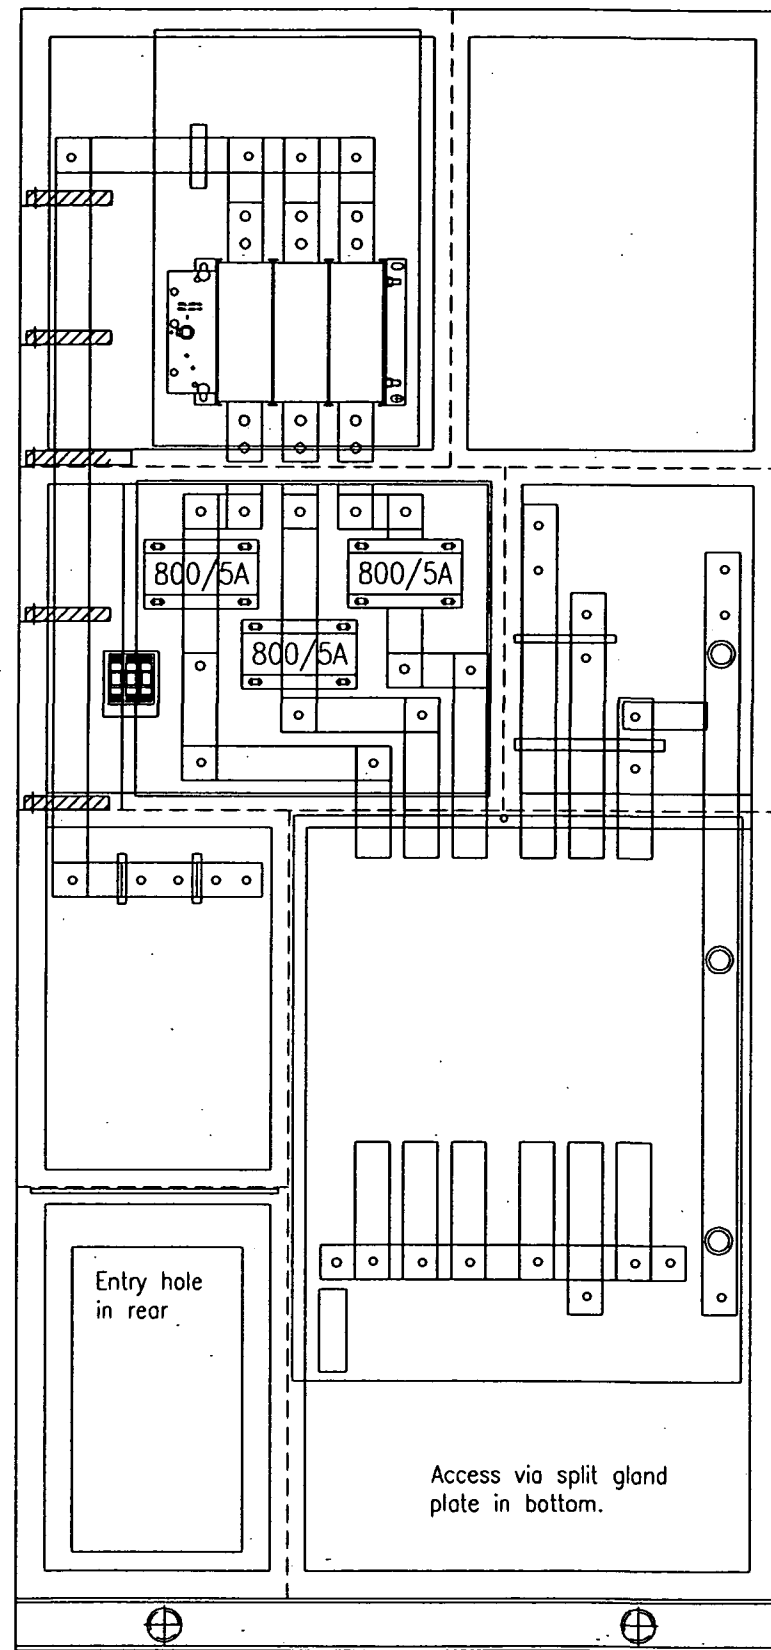 800/5A
800/5A
800/5A
Entry hole
in rear
Access via split gland
plate in bottom.